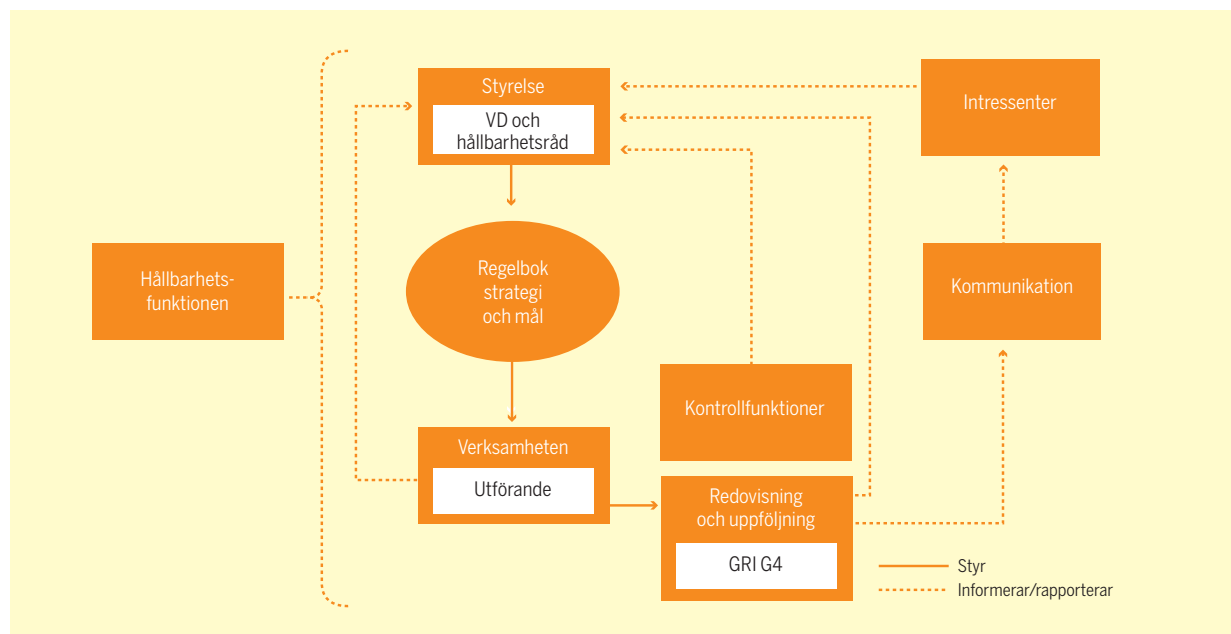 Styrelse
VD och
hållbarhetsråd
Intressenter
Hållbarhets-
funktionen
Regelbok
strategi
och mål
Kommunikation
Kontrollfunktioner
Verksamheten
Utförande
Redovisning
och uppföljning
GRI G4
Styr
Informerar/rapporterar